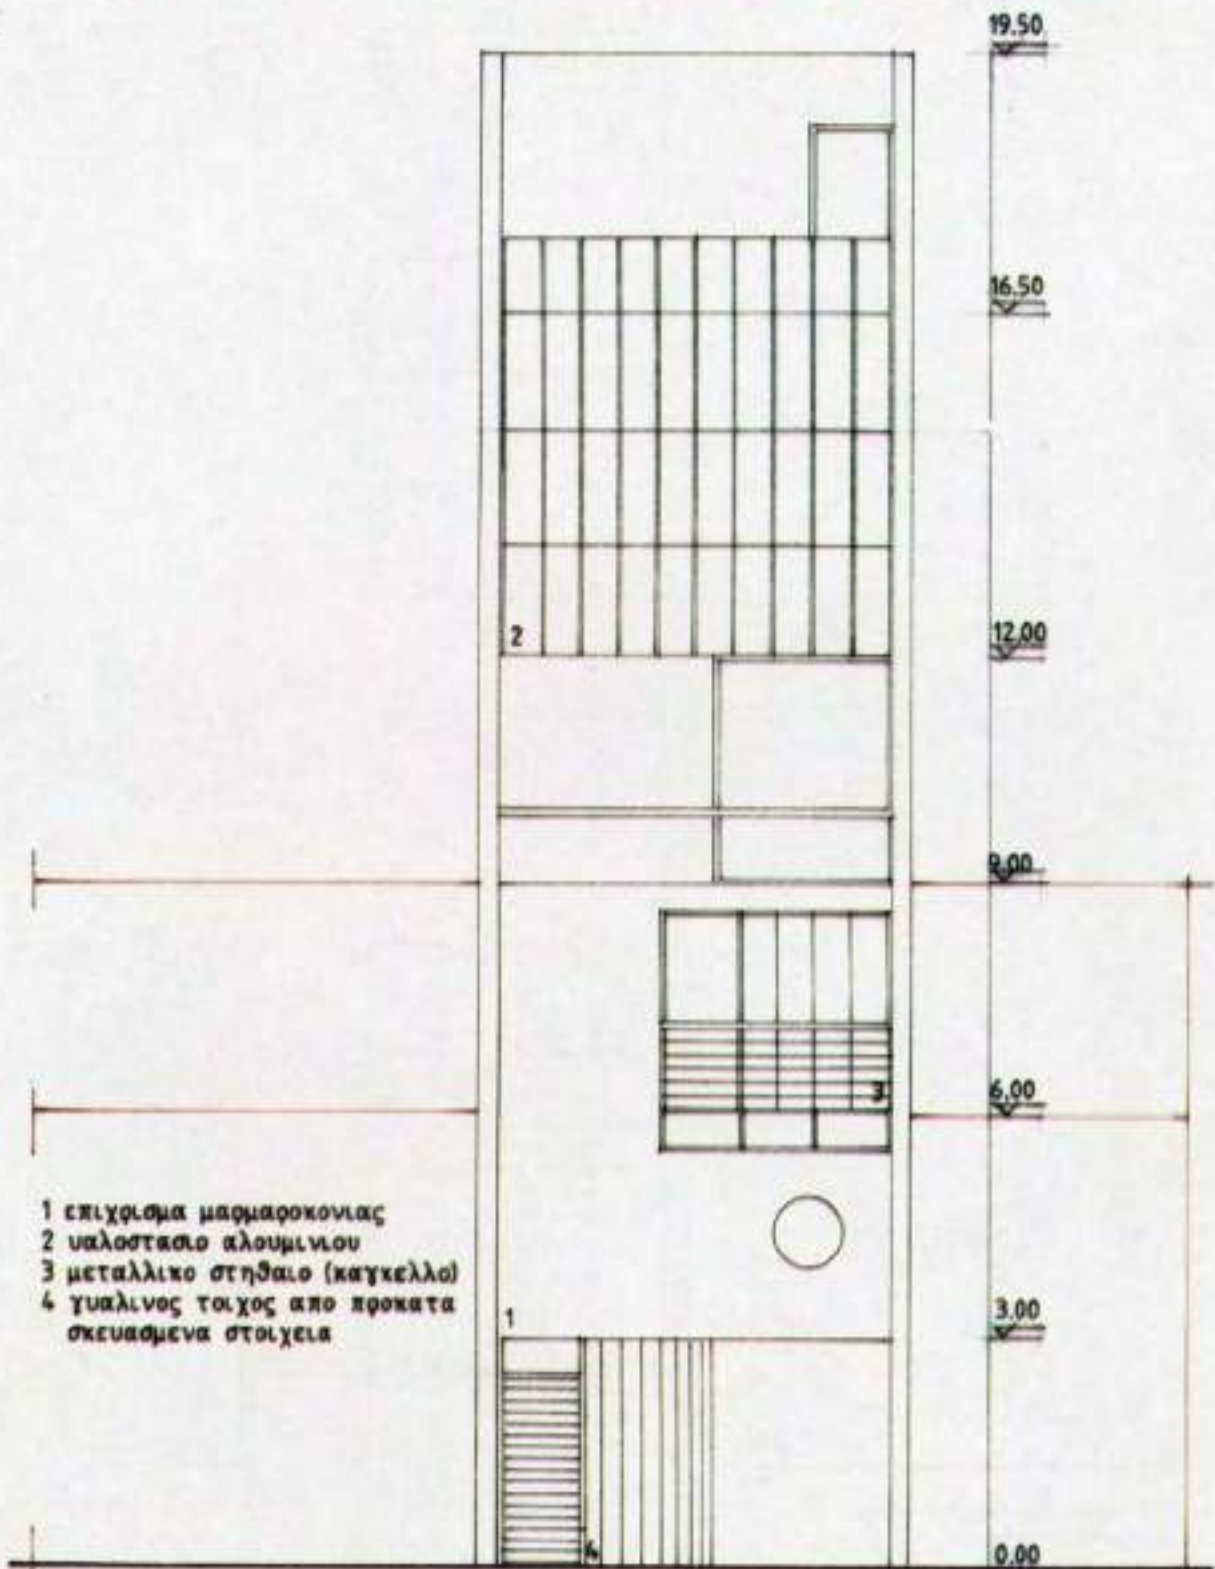 19.50
16.50
2
12.00
9.00
3
6.00
1 επιχρισμα μαρμαροκονιας
2 υαλοστασιο αλουμινιου
3 μεταλλικο στηθαιο (καγκελλο)
4 γυαλινος τοιχος απο προκατα
σκευασμενα στοιχεια
1
3.00
4
0.00